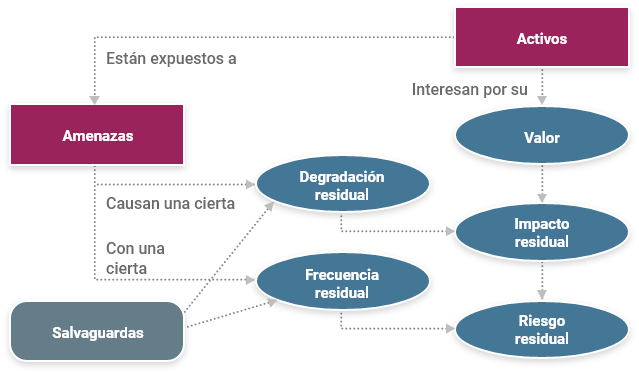 Activos
Están expuestos a
Interesan por su
Amenazas
Valor
Degradación
residual
Causan una cierta
Impacto
residual
Con una
cierta
Frecuencia
residual
Salvaguardas
Riesgo
residual